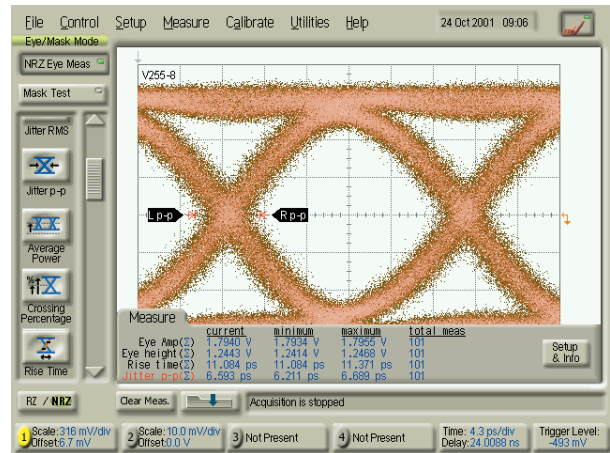 File Control Setup Measure Calibrate Utilities Help 24 Oct 2001 09:06
Eye/Mask Mode
NRZ Eye Meas
Mask Test
Jitter RMS
Jitter p-p
Average
Power
Crossing
Percentage
Rise Time
V255-8
L p-p
R p-p
Measure
current minimum maximum total meas
Eye Amp(Σ) 1.7940 V 1.7934 V 1.7955 V 101
Eye height(Σ) 1.2443 V 1.2414 V 1.2468 V 101
Rise time(Σ) 11.084 ps 11.084 ps 11.371 ps 101
Jitter p-p(Σ) 6.593 ps 6.211 ps 6.689 ps 101
Setup
& Info
RZ / NRZ
Clear Meas.
Acquisition is stopped
1 Scale:316 mV/div
Offset:6.7 mV
2 Scale:10.0 mV/div
Offset:0.0 V
3 Not Present
4 Not Present
Time: 4.3 ps/div
Delay:24.0088 ns
Trigger Level:
-493 mV